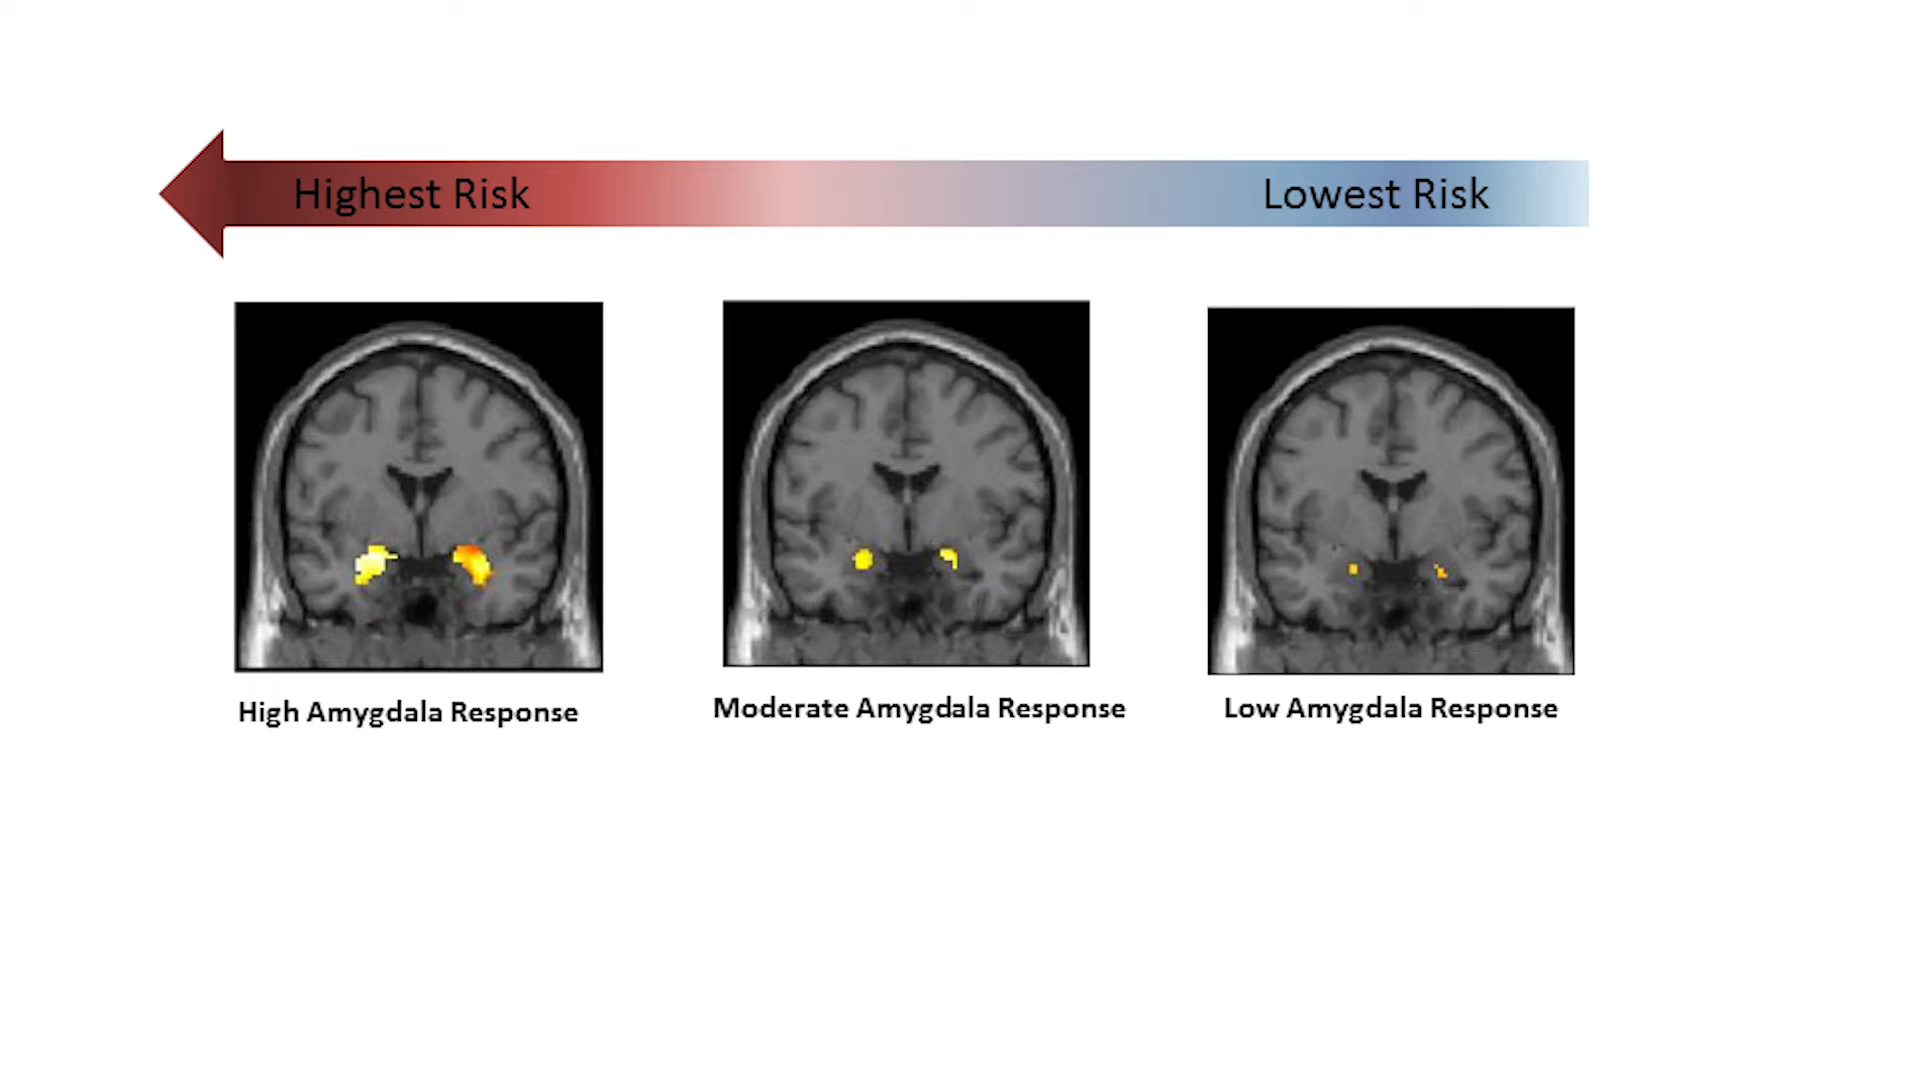 Highest Risk
Lowest Risk
High Amygdala Response
Moderate Amygdala Response
Low Amygdala Response